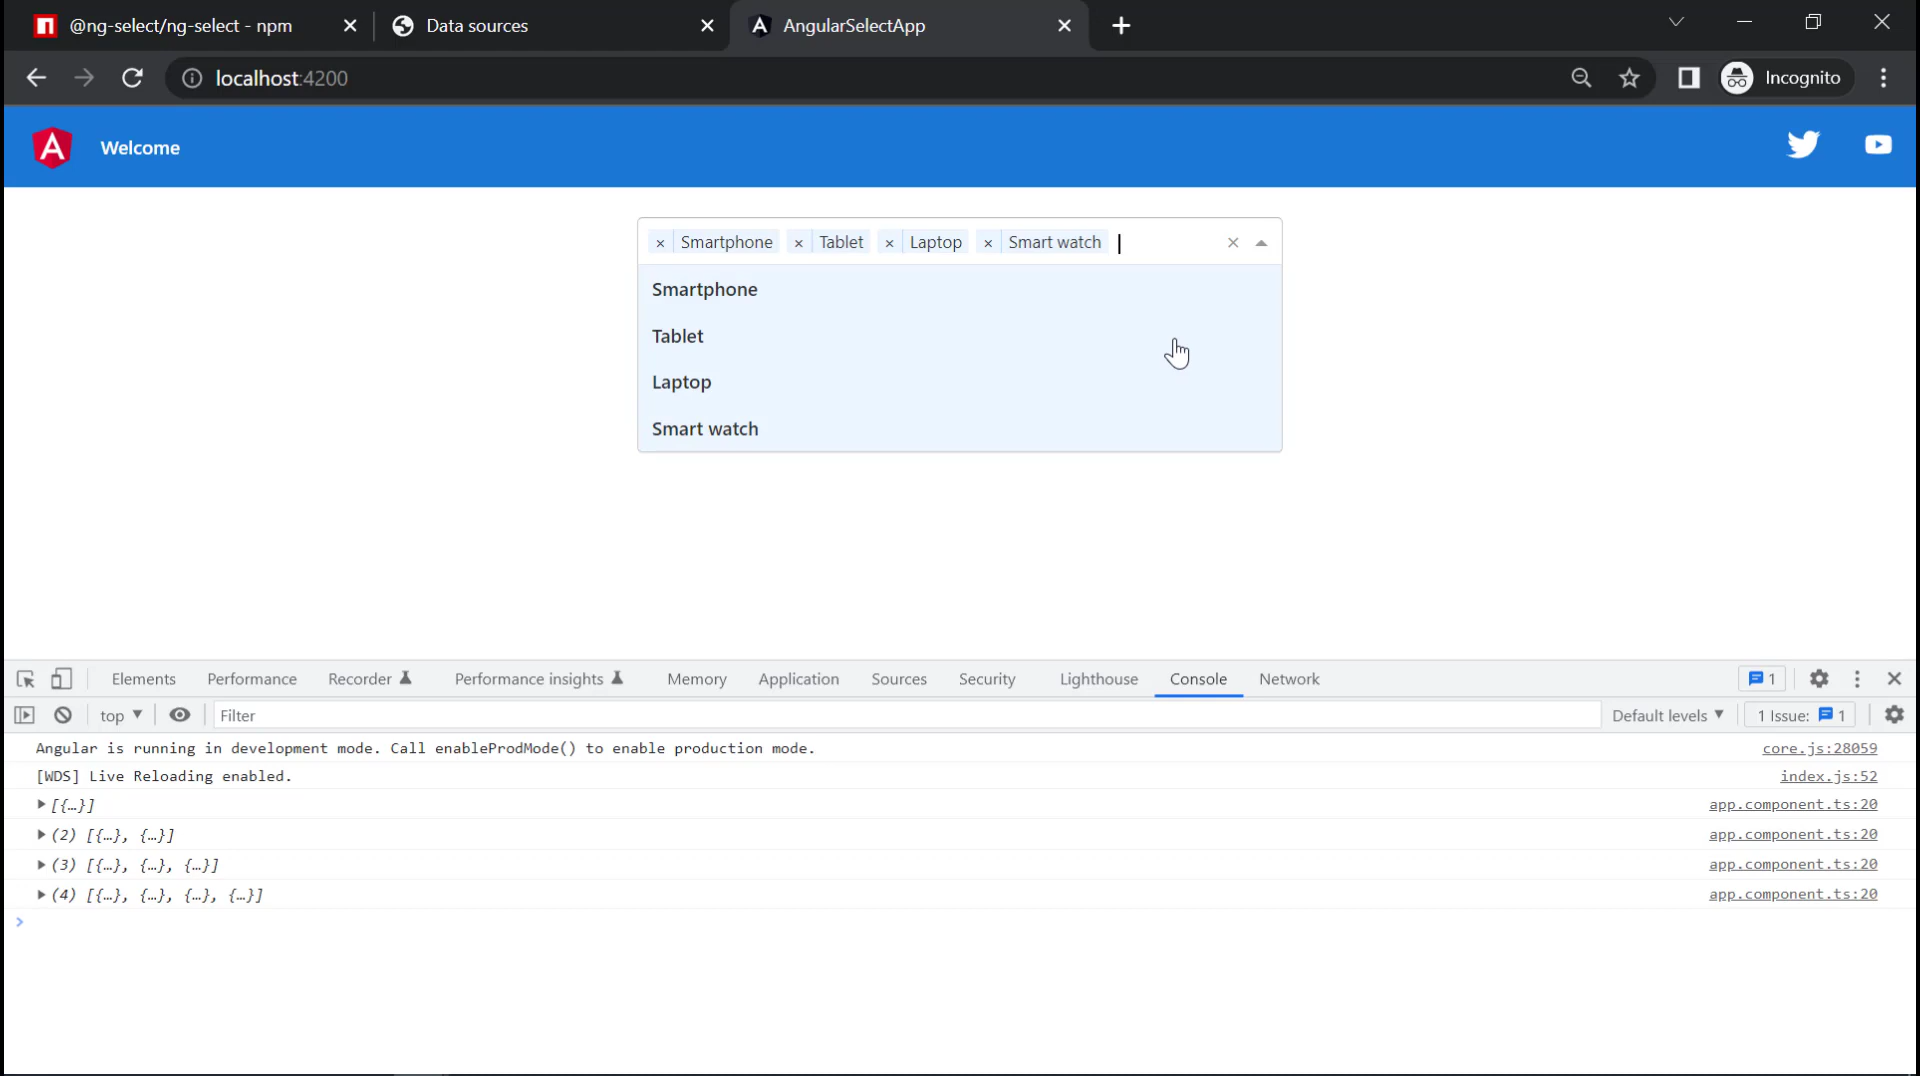 @ng-select/ng-select - npm
Data sources
AngularSelectApp
localhost:4200
Incognito
Welcome
× Smartphone × Tablet × Laptop × Smart watch
Smartphone
Tablet
Laptop
Smart watch
Elements Performance Recorder Performance insights Memory Application Sources Security Lighthouse Console Network 1
top Filter Default levels 1 Issue: 1
Angular is running in development mode. Call enableProdMode() to enable production mode. core.js:28059
[WDS] Live Reloading enabled. index.js:52
[{…}] app.component.ts:20
(2) [{…}, {…}] app.component.ts:20
(3) [{…}, {…}, {…}] app.component.ts:20
(4) [{…}, {…}, {…}, {…}] app.component.ts:20